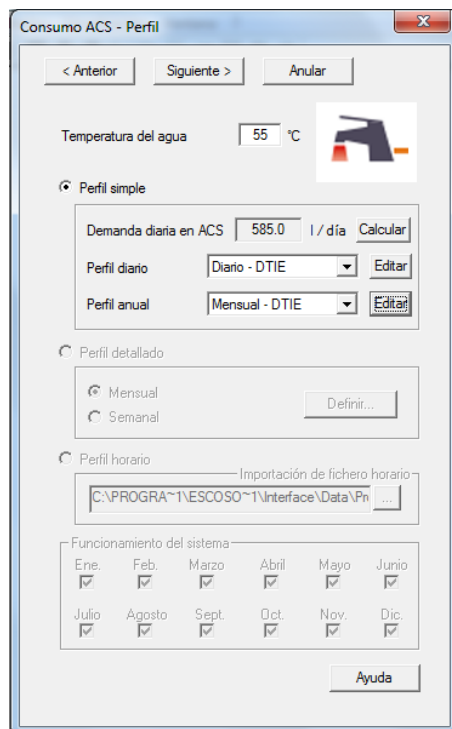 Consumo ACS - Perfil
< Anterior Siguiente > Anular
Temperatura del agua 55 °C
Perfil simple
Demanda diaria en ACS 585.0 l / día Calcular
Perfil diario Diario - DTIE Editar
Perfil anual Mensual - DTIE Editar
Perfil detallado
Mensual
Semanal
Definir...
Perfil horario
Importación de fichero horario
C:\PROGRA~1\ESCOSO~1\Interface\Data\Pr ...
Funcionamiento del sistema
Ene. Feb. Marzo Abril Mayo Junio
Julio Agosto Sept. Oct. Nov. Dic.
Ayuda